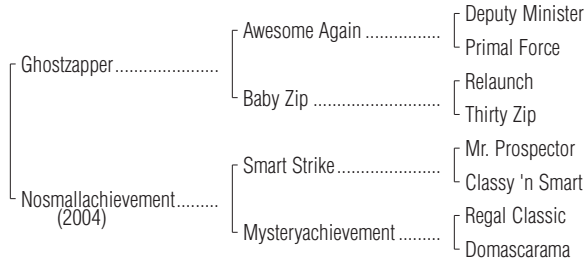 Deputy Minister
Awesome Again ..................
Primal Force
Ghostzapper.........................
Relaunch
Baby Zip ..............................
Thirty Zip
Mr. Prospector
Smart Strike.........................
Classy 'n Smart
Nosmallachievement.........
(2004)
Regal Classic
Mysteryachievement .........
Domascarama